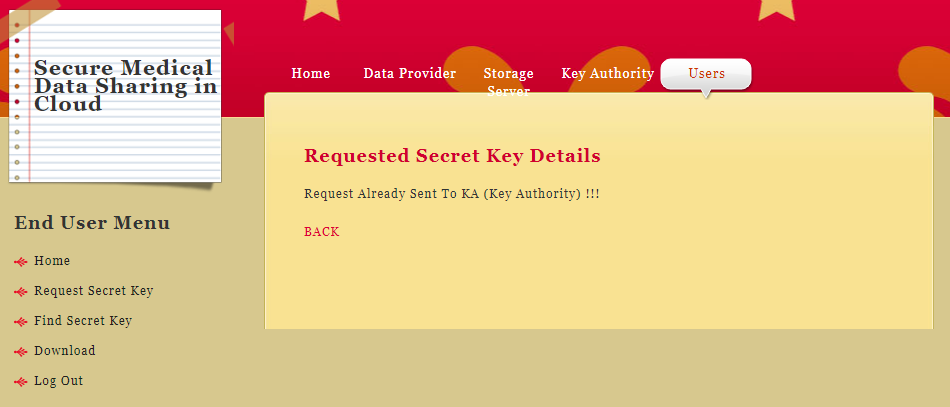 Secure Medical
Data Sharing in
Cloud
Home
Data Provider
Storage
Server
Key Authority
Users
Requested Secret Key Details
Request Already Sent To KA (Key Authority) !!!
BACK
End User Menu
Home
Request Secret Key
Find Secret Key
Download
Log Out